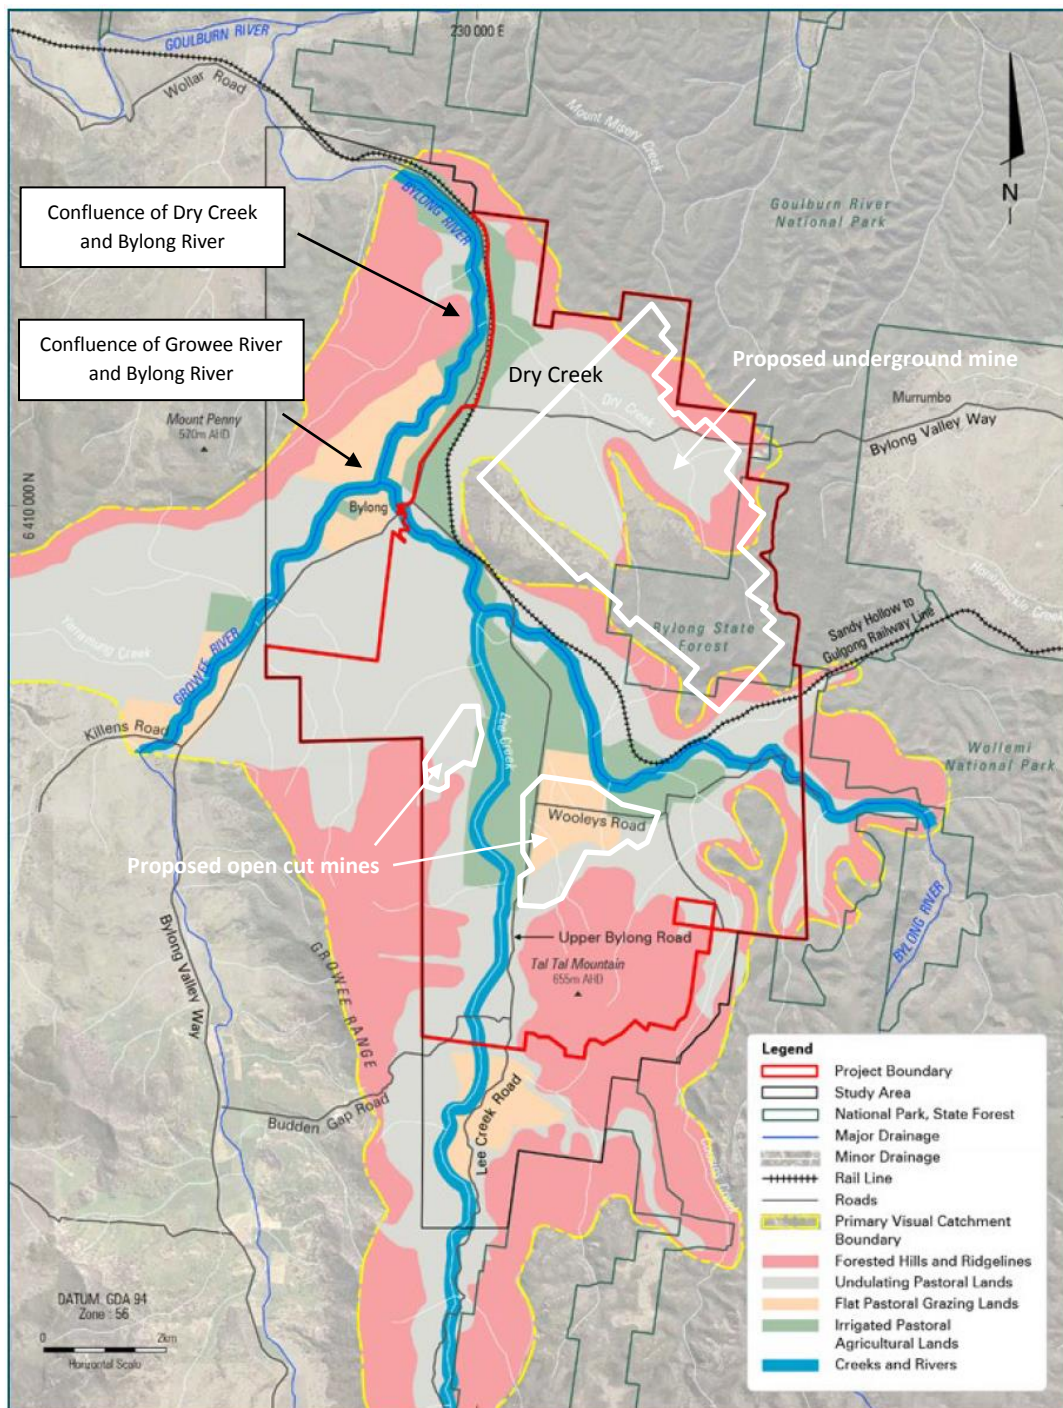 GOULBURN RIVER
230 000 E
Wollar Road
Mount Misery Creek
N
Goulburn River
National Park
Confluence of Dry Creek
and Bylong River
BYLONG RIVER
Confluence of Growee River
and Bylong River
Proposed underground mine
Dry Creek
Dry Creek
Murrumbo
Bylong Valley Way
Mount Penny
520m AHD
6 410 000 N
Bylong
Sandy Hollow to
Gulgong Railway Line
Bylong State
Forest
Yarramung Creek
GROWEE RIVER
Killens Road
Lee Creek
Wollemi
National Park
Wooleys Road
Proposed open cut mines
BYLONG RIVER
Upper Bylong Road
Tal Tal Mountain
655m AHD
Bylong Valley Way
GROWEE RANGE
Budden Gap Road
Lee Creek Road
Legend
Project Boundary
Study Area
National Park, State Forest
Major Drainage
Minor Drainage
Rail Line
Roads
Primary Visual Catchment
Boundary
Forested Hills and Ridgelines
Undulating Pastoral Lands
Flat Pastoral Grazing Lands
Irrigated Pastoral
Agricultural Lands
Creeks and Rivers
DATUM: GDA 94
Zone : 56
0 2km
Horizontal Scale